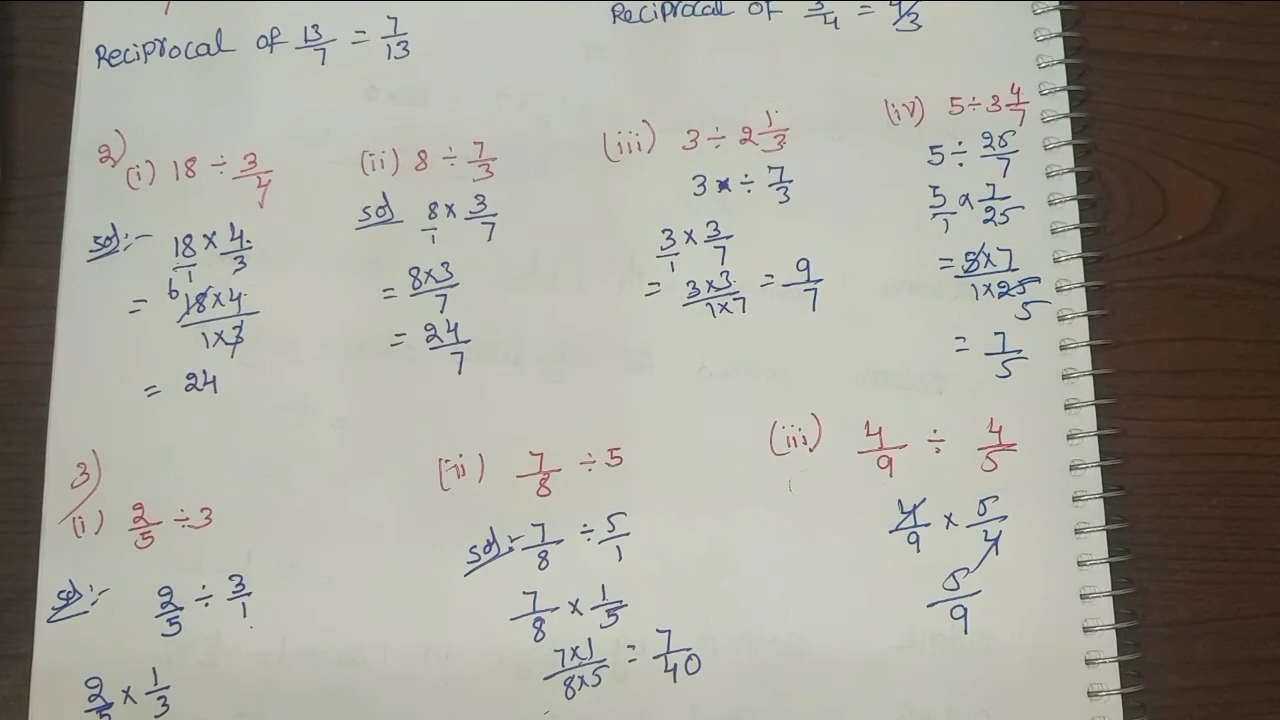 Reciprocal of 13/7 = 7/13
Reciprocal of 3/4 = 4/3
2)
(i) 18 ÷ 3/4
Sol:-
18/1 × 4/3
= 18×4/1×3
6
= 24
(ii) 8 ÷ 7/3
Sol
8/1 × 3/7
= 8×3/7
= 24/7
(iii) 3 ÷ 2 1/3
3 ÷ 7/3
3/1 × 3/7
= 3×3/1×7 = 9/7
(iv) 5 ÷ 3 4/7
5 ÷ 25/7
5/1 × 7/25
= 5×7/1×25
5
= 7/5
3)
(i) 2/5 ÷ 3
Sol:-
2/5 ÷ 3/1
2/5 × 1/3
(ii) 7/8 ÷ 5
Sol:- 7/8 ÷ 5/1
7/8 × 1/5
7×1/8×5 = 7/40
(iii) 4/9 ÷ 4/5
4/9 × 5/4
5/9